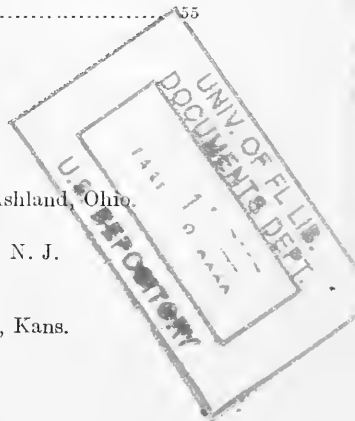 .............................. 55
UNIV. OF FL LIB.
DOCUMENTS DEPT.
U.S. DEPOSITORY
Ashland, Ohio.
N. J.
, Kans.